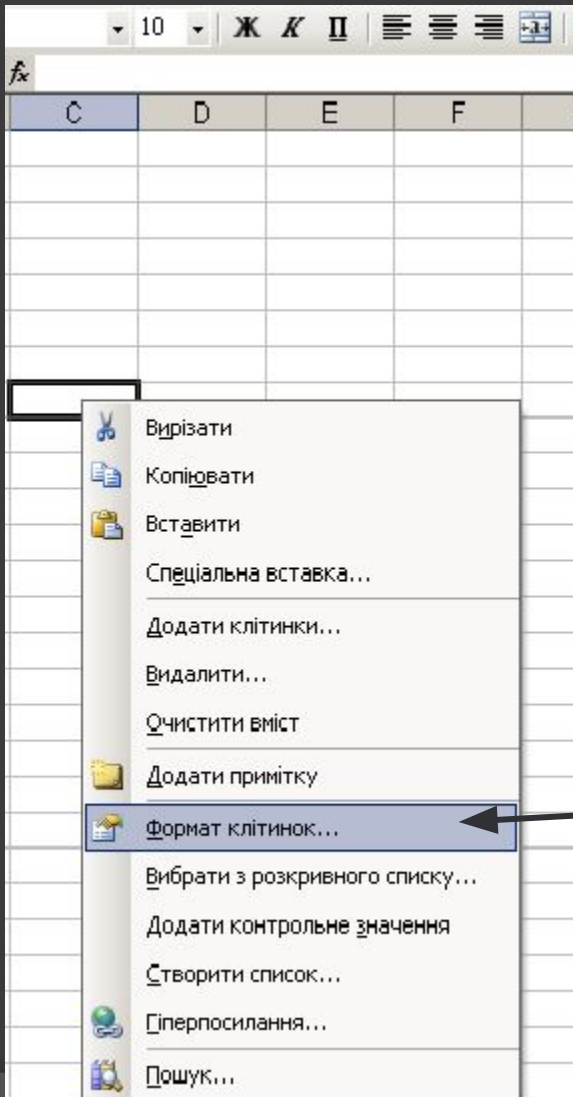 10 Ж К П
fx
C D E F
Вирізати
Копіювати
Вставити
Спеціальна вставка...
Додати клітинки...
Видалити...
Очистити вміст
Додати примітку
Формат клітинок...
Вибрати з розкривного списку...
Додати контрольне значення
Створити список...
Гіперпосилання...
Пошук...